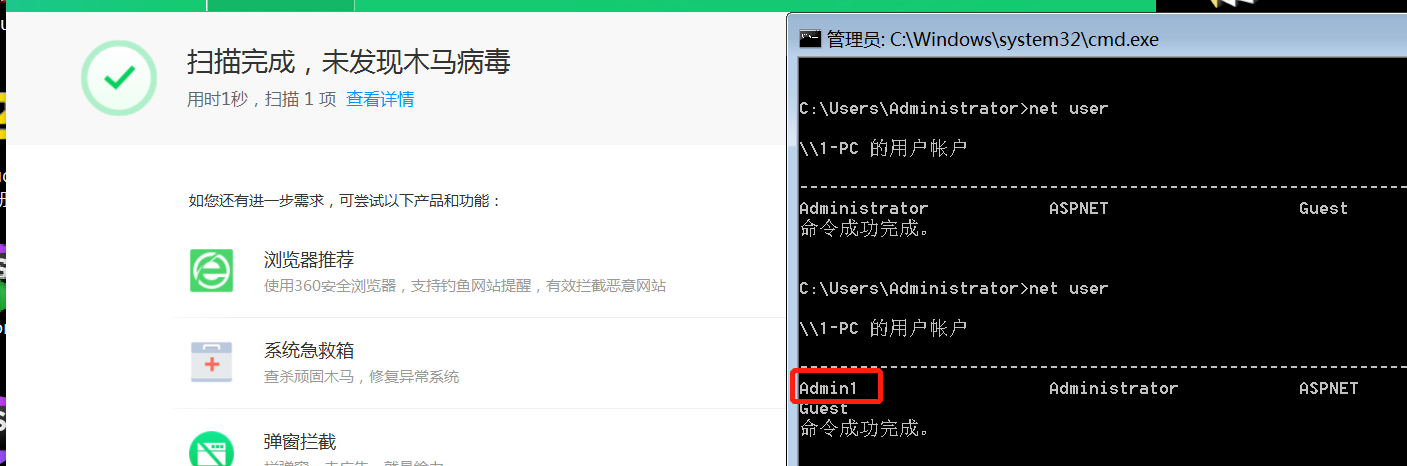 扫描完成，未发现木马病毒
用时1秒，扫描 1 项 查看详情
如您还有进一步需求，可尝试以下产品和功能：
浏览器推荐
使用360安全浏览器，支持钓鱼网站提醒，有效拦截恶意网站
系统急救箱
查杀顽固木马，修复异常系统
弹窗拦截
管理员: C:\Windows\system32\cmd.exe
C:\Users\Administrator>net user
\\1-PC 的用户帐户
-------------------------------------------------------------
Administrator ASPNET Guest
命令成功完成。
C:\Users\Administrator>net user
\\1-PC 的用户帐户
-------------------------------------------------------------
Admin1 Administrator ASPNET
Guest
命令成功完成。